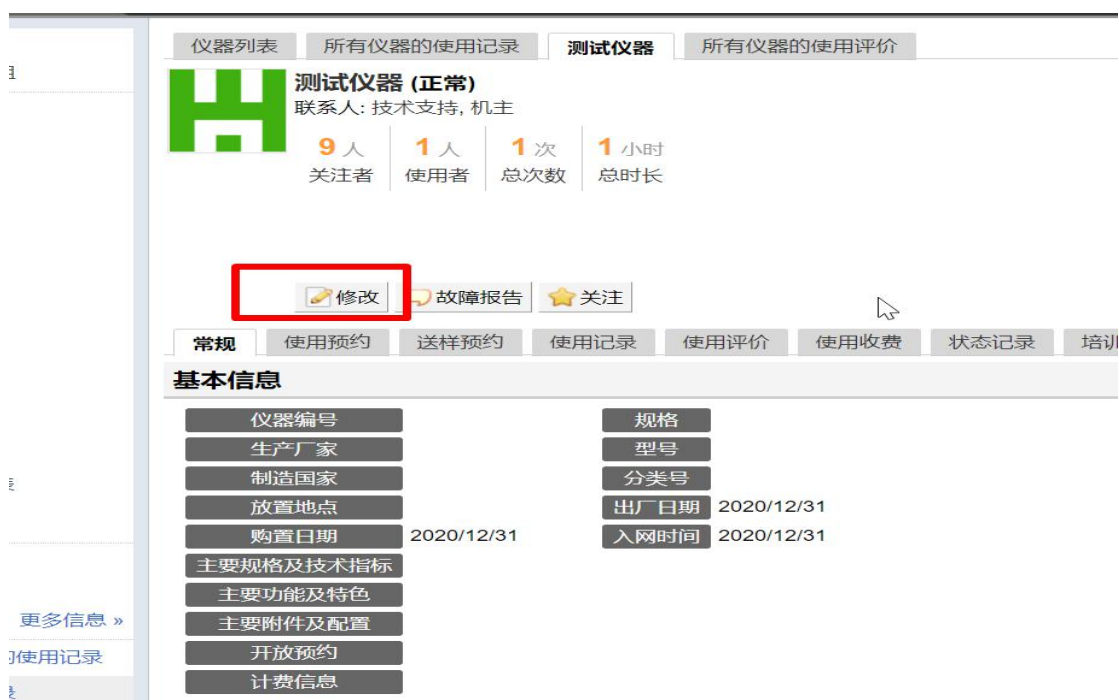 仪器列表 所有仪器的使用记录 测试仪器 所有仪器的使用评价
测试仪器 (正常)
联系人: 技术支持, 机主
9 人 1 人 1 次 1 小时
关注者 使用者 总次数 总时长
修改 故障报告 关注
常规 使用预约 送样预约 使用记录 使用评价 使用收费 状态记录 培训
基本信息
仪器编号 规格
生产厂家 型号
制造国家 分类号
放置地点 出厂日期 2020/12/31
购置日期 2020/12/31 入网时间 2020/12/31
主要规格及技术指标
主要功能及特色
更多信息 » 主要附件及配置
的使用记录 开放预约
计费信息